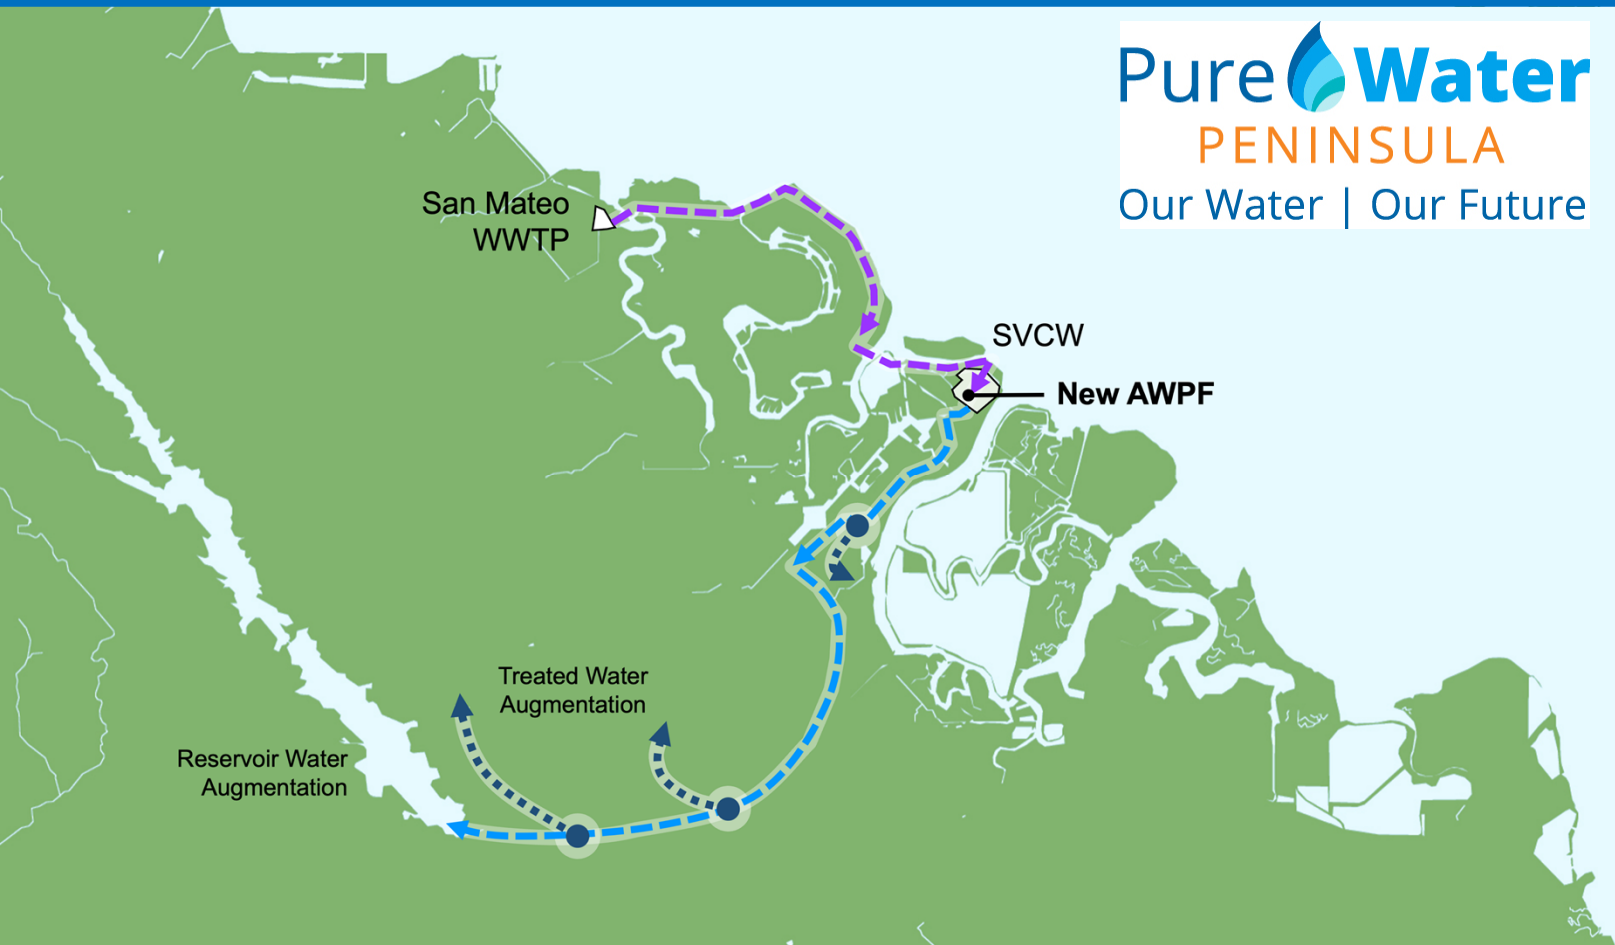 Pure Water
PENINSULA
Our Water | Our Future
San Mateo
WWTP
SVCW
New AWPF
Treated Water
Augmentation
Reservoir Water
Augmentation